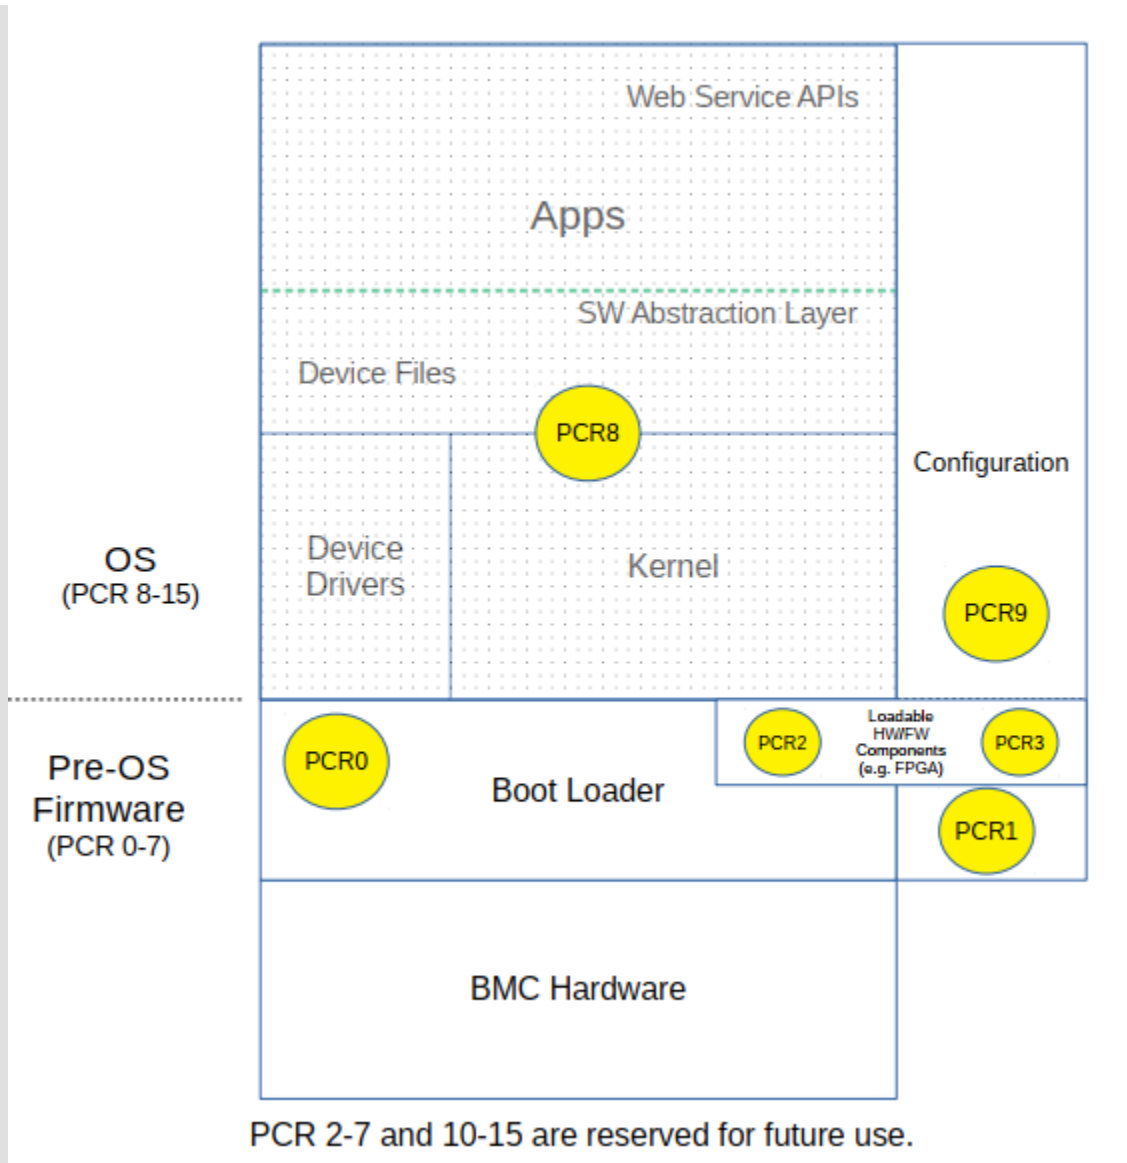 Web Service APIs
Apps
SW Abstraction Layer
Device Files
PCR8
Configuration
OS
(PCR 8-15)
Device
Drivers
Kernel
PCR9
Pre-OS
Firmware
(PCR 0-7)
PCR0
Boot Loader
PCR2
Loadable
HW/FW
Components
(e.g. FPGA)
PCR3
PCR1
BMC Hardware
PCR 2-7 and 10-15 are reserved for future use.